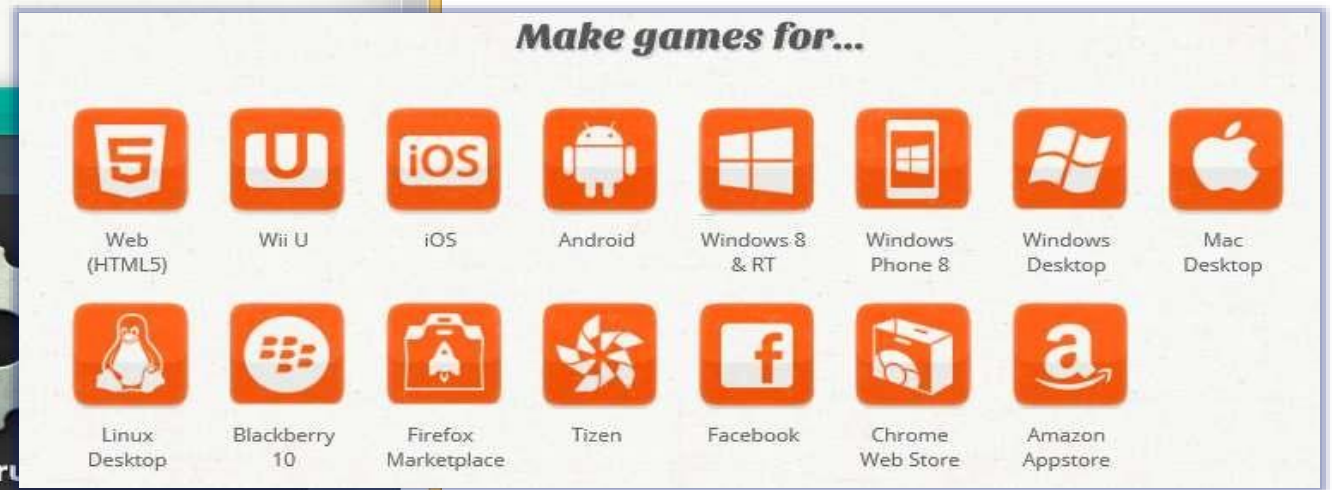 Make games for...
5
U
iOS
Web
(HTML5)
Wii U
iOS
Android
Windows 8
& RT
Windows
Phone 8
Windows
Desktop
Mac
Desktop
f
a
Linux
Desktop
Blackberry
10
Firefox
Marketplace
Tizen
Facebook
Chrome
Web Store
Amazon
Appstore
ru